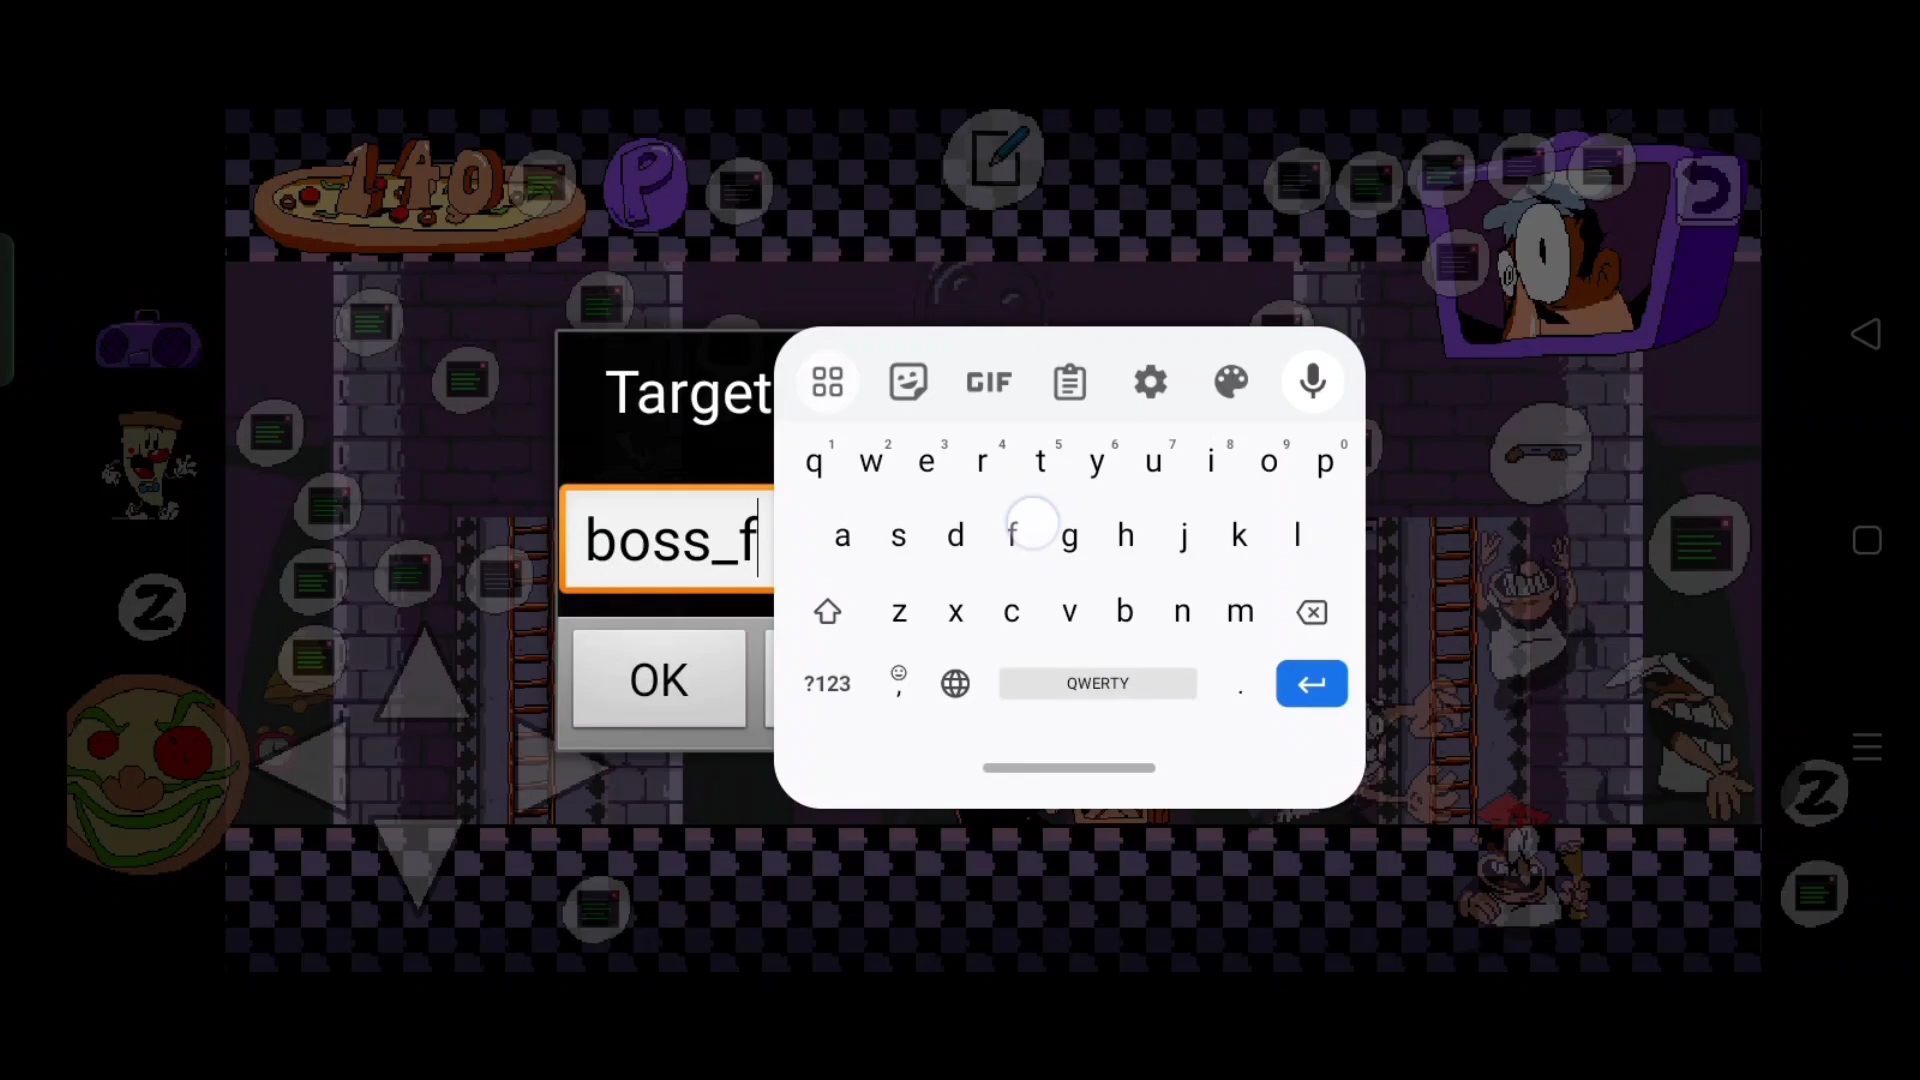 140 P
Target
GIF
1 2 3 4 5 6 7 8 9 0
q w e r t y u i o p
boss_f
a s d f g h j k l
z x c v b n m
OK
?123 , QWERTY .
Z
Z